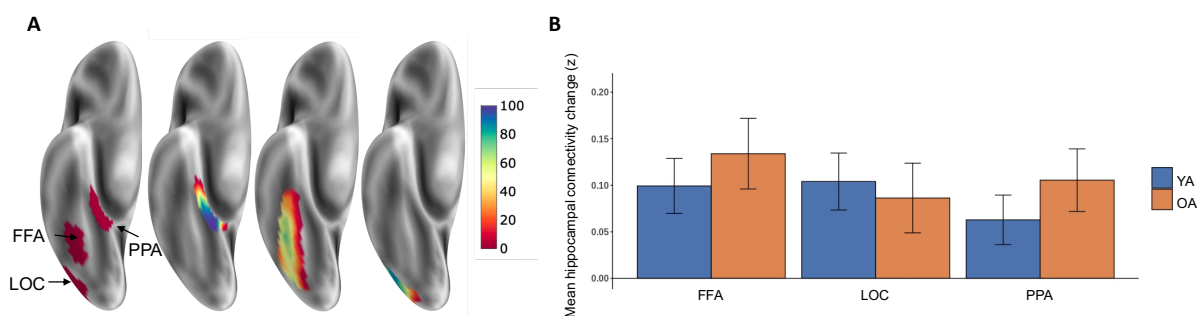 A
FFA
LOC
PPA
100
80
60
40
20
0
B
Mean hippocampal connectivity change (z)
0.20
0.15
0.10
0.05
0.00
FFA
LOC
PPA
YA
OA